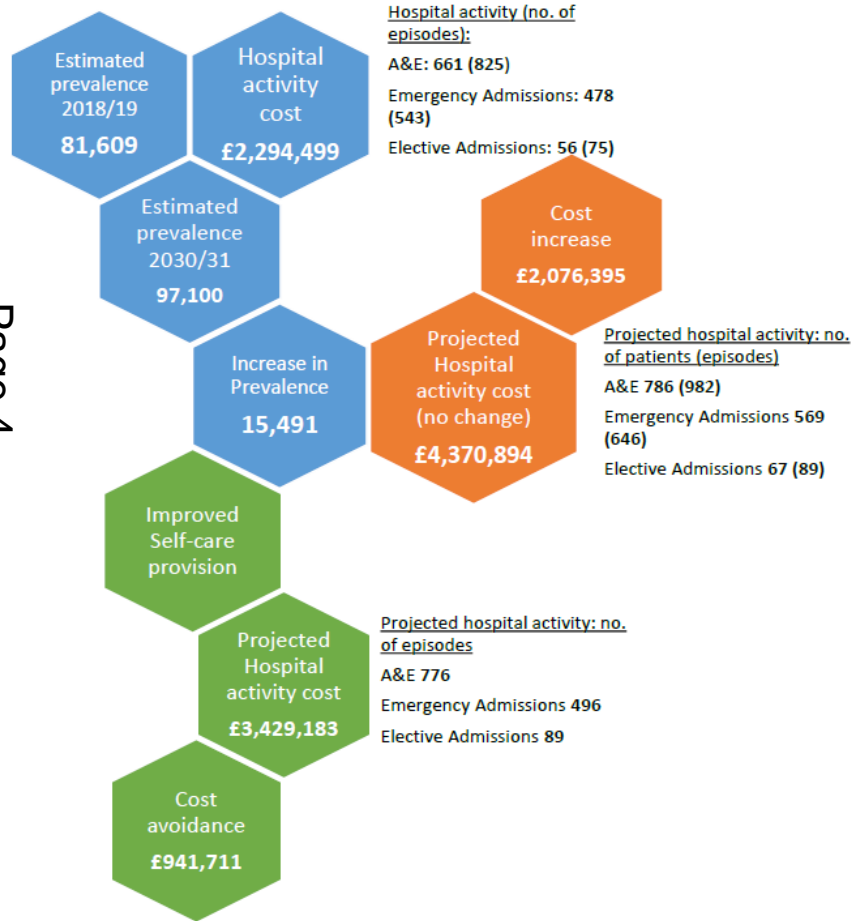 Estimated
prevalence
2018/19
81,609
Hospital
activity
cost
£2,294,499
Hospital activity (no. of
episodes):
A&E: 661 (825)
Emergency Admissions: 478
(543)
Elective Admissions: 56 (75)
Estimated
prevalence
2030/31
97,100
Cost
increase
£2,076,395
Increase in
Prevalence
15,491
Projected
Hospital
activity cost
(no change)
£4,370,894
Projected hospital activity: no.
of patients (episodes)
A&E 786 (982)
Emergency Admissions 569
(646)
Elective Admissions 67 (89)
Improved
Self-care
provision
Projected
Hospital
activity cost
£3,429,183
Projected hospital activity: no.
of episodes
A&E 776
Emergency Admissions 496
Elective Admissions 89
Cost
avoidance
£941,711